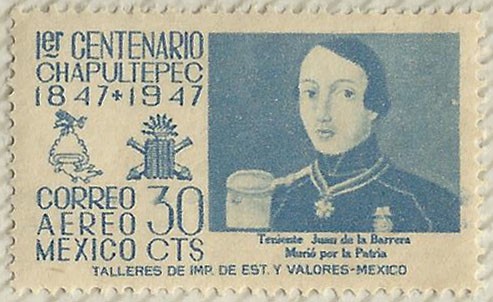 1er CENTENARIO
CHAPULTEPEC
1847+1947
CORREO
AEREO
MEXICO
30
CTS
Teniente Juan de la Barrera
Murió por la Patria
TALLERES DE IMP. DE EST. Y VALORES-MEXICO